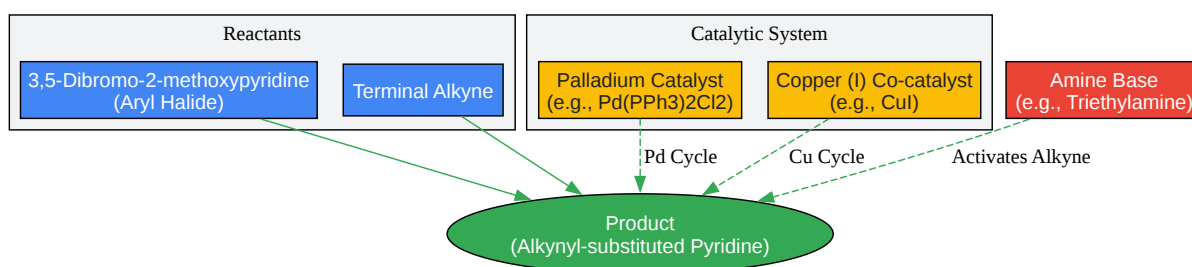 Reactants
Catalytic System
3,5-Dibromo-2-methoxypyridine
(Aryl Halide)
Terminal Alkyne
Palladium Catalyst
(e.g., Pd(PPh3)2Cl2)
Copper (I) Co-catalyst
(e.g., CuI)
Amine Base
(e.g., Triethylamine)
Pd Cycle
Cu Cycle
Activates Alkyne
Product
(Alkynyl-substituted Pyridine)